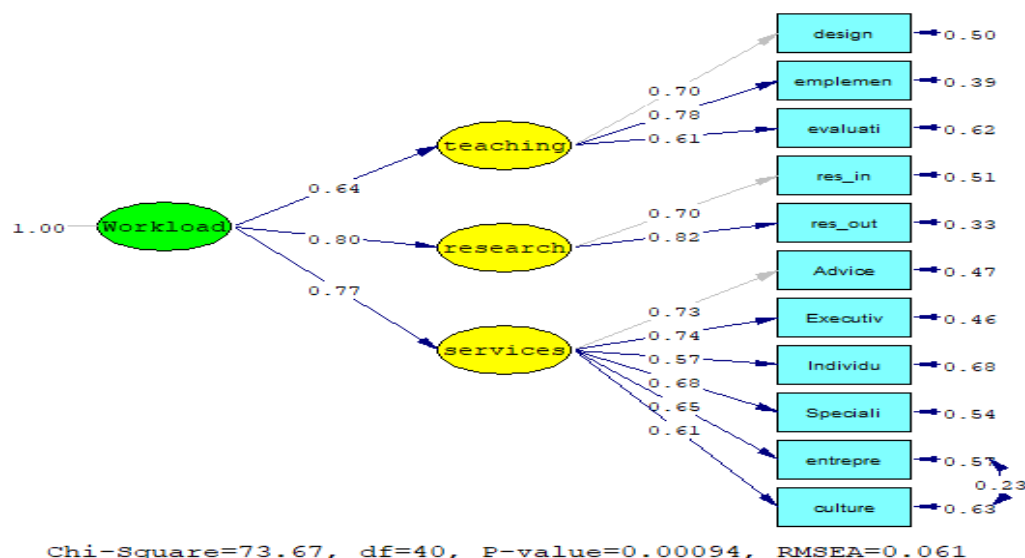 design
0.50
0.70
emplemen
0.39
0.78
evaluati
0.62
0.61
teaching
res_in
0.51
0.64
0.70
1.00
Workload
res_out
0.33
0.80
research
0.82
Advice
0.47
0.77
0.73
Executiv
0.46
0.74
services
0.57
Individu
0.68
0.68
Speciali
0.54
0.65
0.61
entrepre
0.57
0.23
culture
0.63
Chi-Square=73.67, df=40, P-value=0.00094, RMSEA=0.061